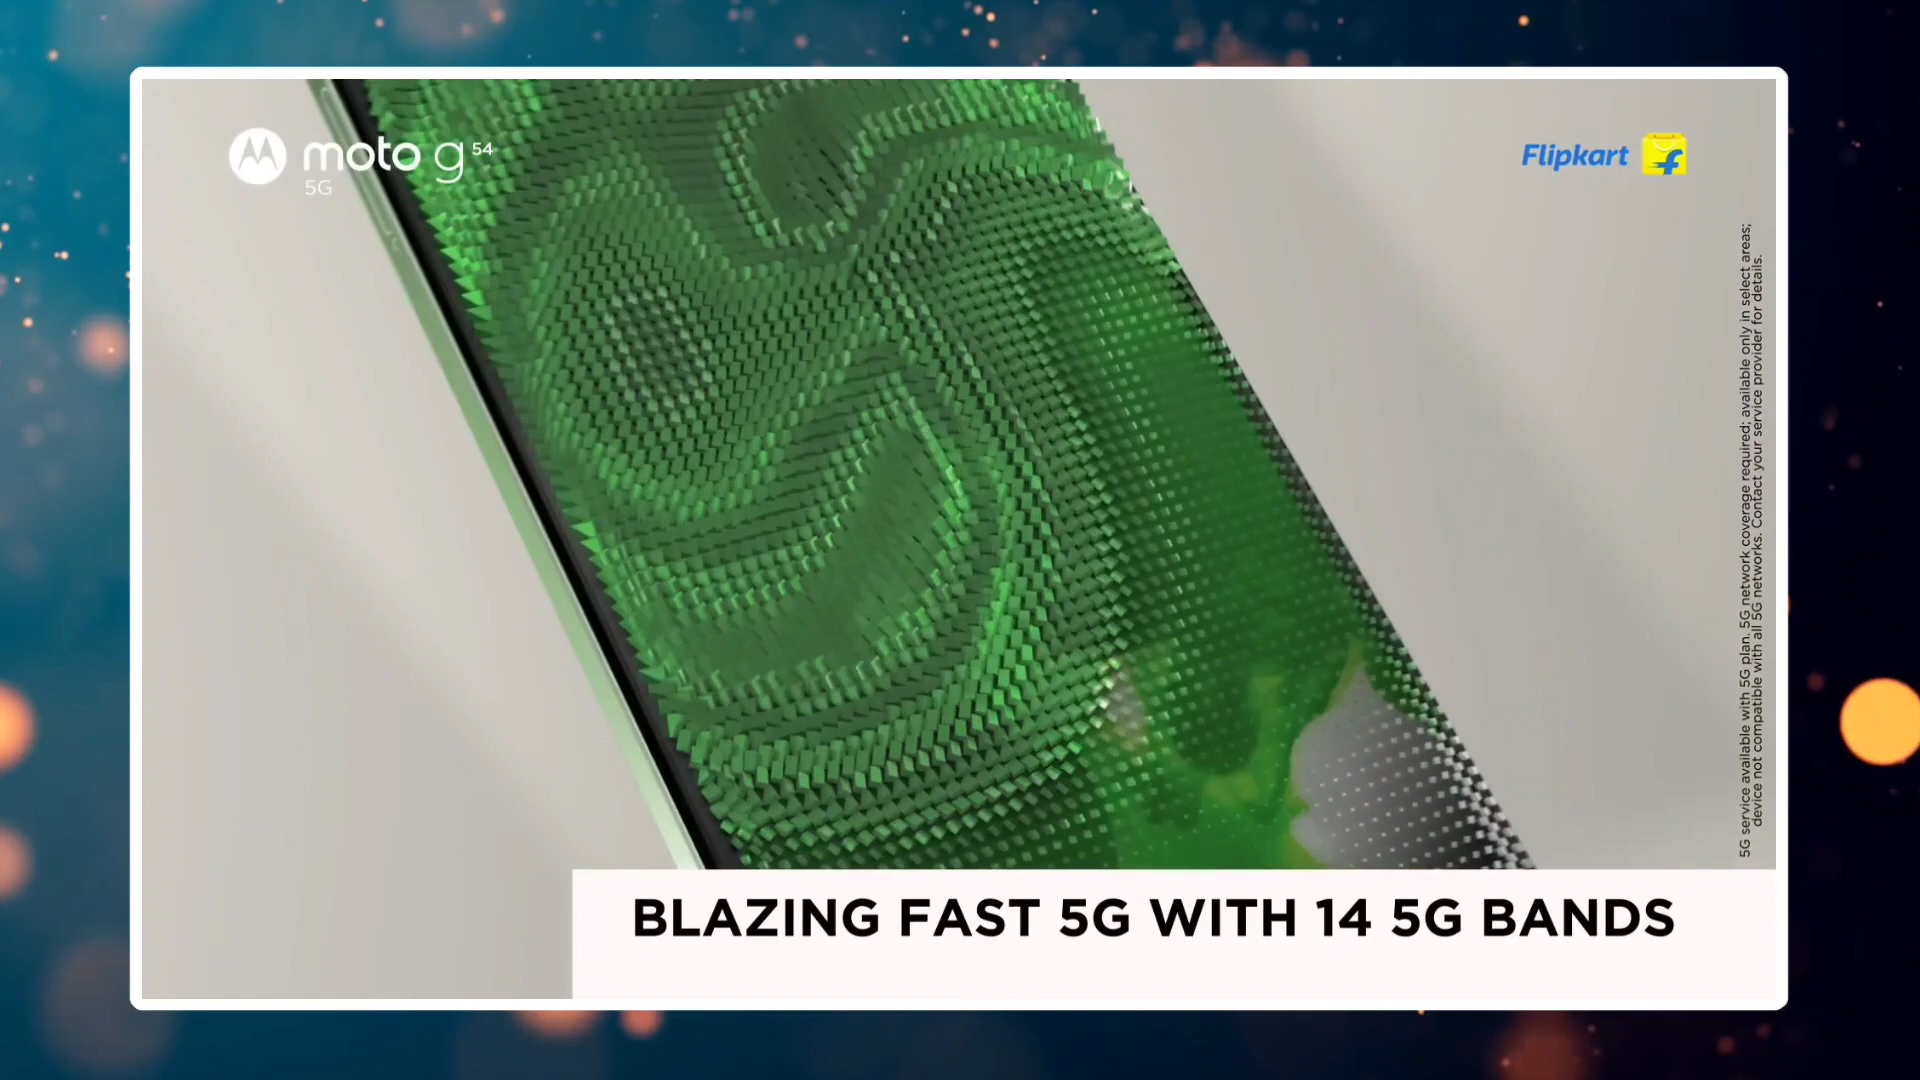 moto g 54
5G
Flipkart
5G service available with 5G plan. 5G network coverage required; available only in select areas;
device not compatible with all 5G networks. Contact your service provider for details.
BLAZING FAST 5G WITH 14 5G BANDS